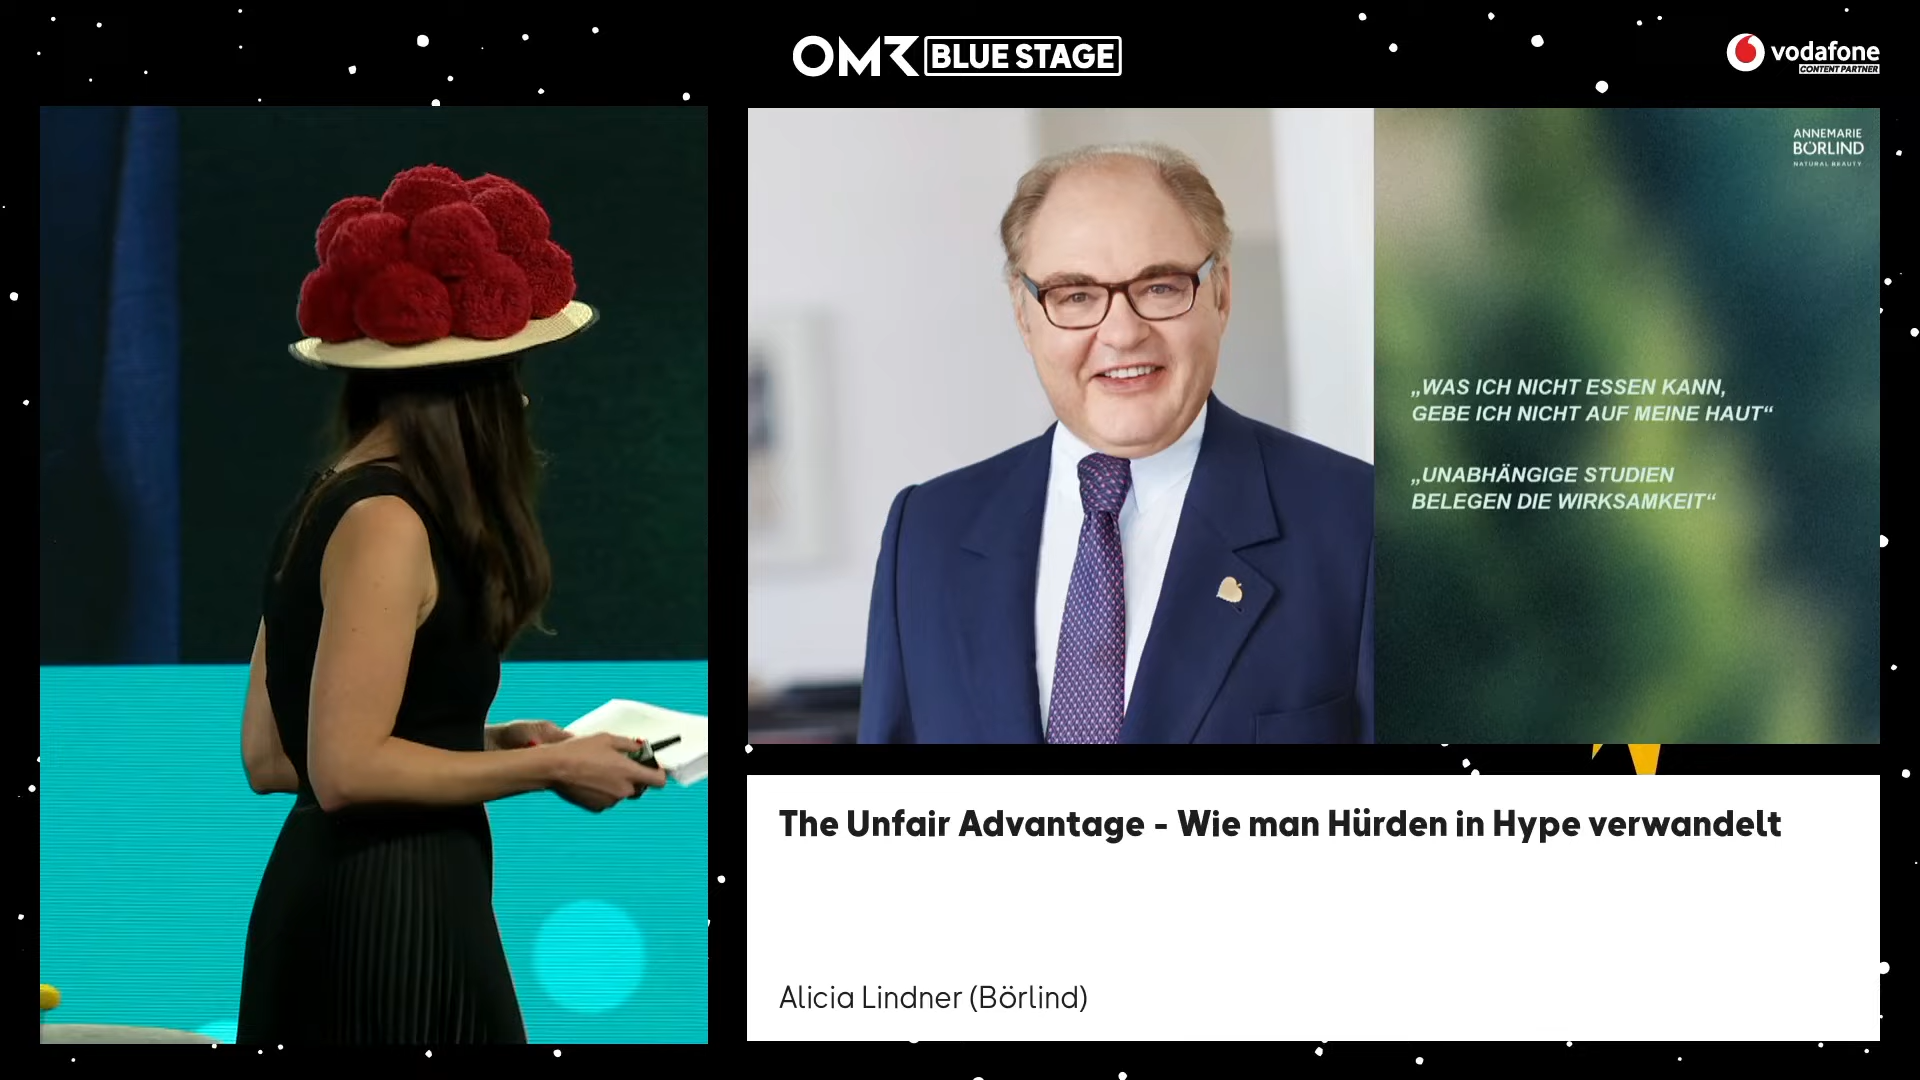 OMR BLUE STAGE
vodafone
CONTENT PARTNER
ANNEMARIE
BÖRLIND
NATURAL BEAUTY
„WAS ICH NICHT ESSEN KANN,
GEBE ICH NICHT AUF MEINE HAUT“
„UNABHÄNGIGE STUDIEN
BELEGEN DIE WIRKSAMKEIT“
The Unfair Advantage - Wie man Hürden in Hype verwandelt
Alicia Lindner (Börlind)